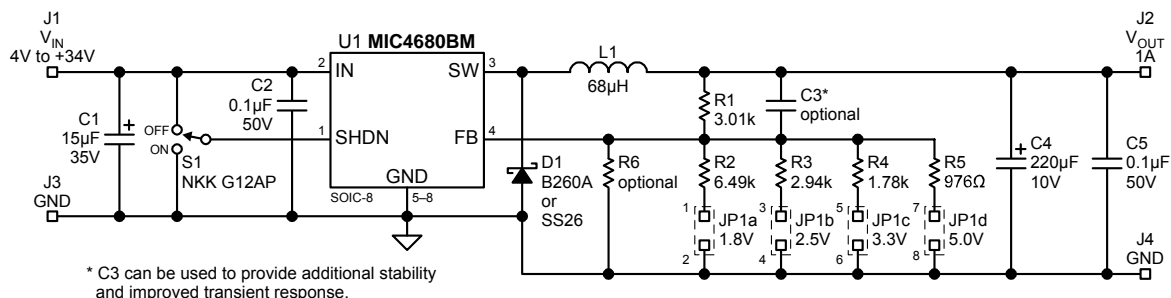 J1
VIN
4V to +34V
C1
15µF
35V
+
OFF
ON
S1
NKK G12AP
C2
0.1µF
50V
U1 MIC4680BM
2
IN
SW
3
1
SHDN
FB
4
GND
SOIC-8
5–8
D1
B260A
or
SS26
L1
68µH
R1
3.01k
C3*
optional
R6
optional
R2
6.49k
R3
2.94k
R4
1.78k
R5
976Ω
1
JP1a
1.8V
2
3
JP1b
2.5V
4
5
JP1c
3.3V
6
7
JP1d
5.0V
8
+
C4
220µF
10V
C5
0.1µF
50V
J2
VOUT
1A
J3
GND
J4
GND
* C3 can be used to provide additional stability
and improved transient response.